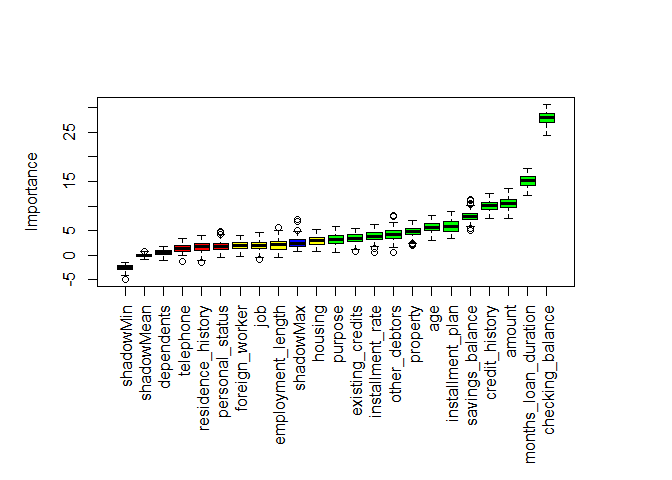 Importance
25
15
5
0
-5
shadowMin
shadowMean
dependents
telephone
residence_history
personal_status
foreign_worker
job
employment_length
shadowMax
housing
purpose
existing_credits
installment_rate
other_debtors
property
age
installment_plan
savings_balance
credit_history
amount
months_loan_duration
checking_balance